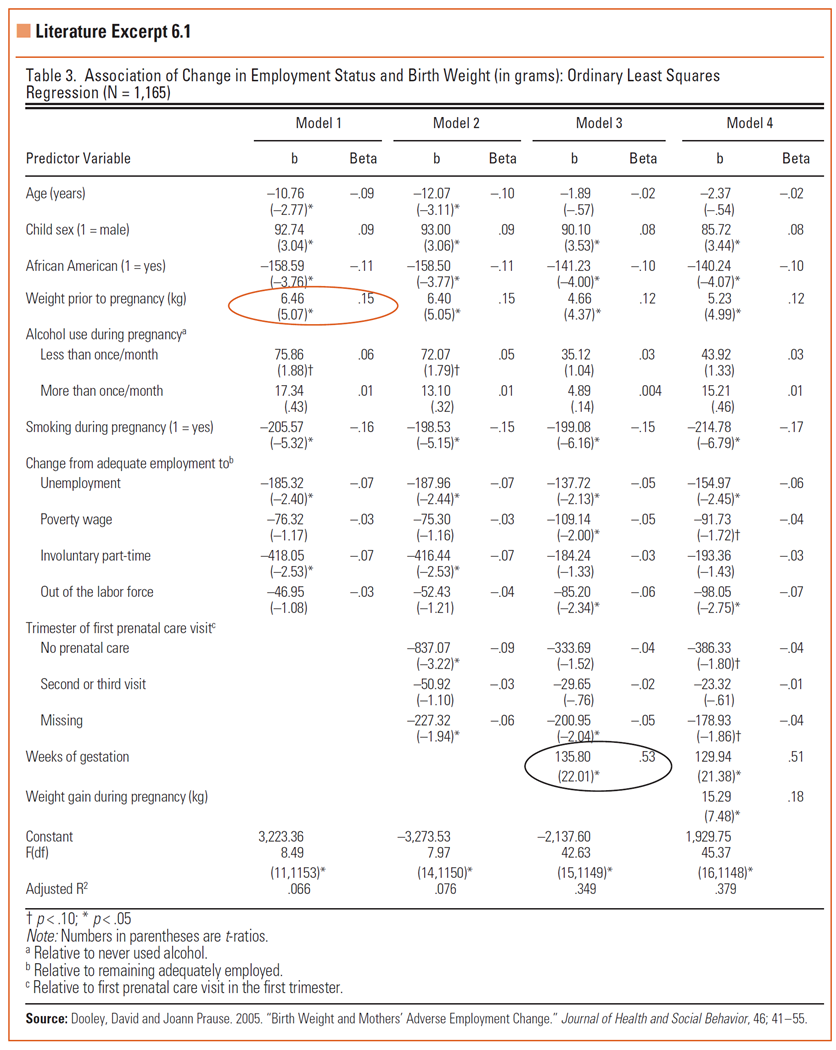 Literature Excerpt 6.1
Table 3. Association of Change in Employment Status and Birth Weight (in grams): Ordinary Least Squares
Regression (N = 1,165)
Model 1 Model 2 Model 3 Model 4
Predictor Variable b Beta b Beta b Beta b Beta
Age (years) –10.76 –.09 –12.07 –.10 –1.89 –.02 –2.37 –.02
(–2.77)* (–3.11)* (–.57) (–.54)
Child sex (1 = male) 92.74 .09 93.00 .09 90.10 .08 85.72 .08
(3.04)* (3.06)* (3.53)* (3.44)*
African American (1 = yes) –158.59 –.11 –158.50 –.11 –141.23 –.10 –140.24 –.10
(–3.76)* (–3.77)* (–4.00)* (–4.07)*
Weight prior to pregnancy (kg) 6.46 .15 6.40 .15 4.66 .12 5.23 .12
(5.07)* (5.05)* (4.37)* (4.99)*
Alcohol use during pregnancyᵃ
Less than once/month 75.86 .06 72.07 .05 35.12 .03 43.92 .03
(1.88)† (1.79)† (1.04) (1.33)
More than once/month 17.34 .01 13.10 .01 4.89 .004 15.21 .01
(.43) (.32) (.14) (.46)
Smoking during pregnancy (1 = yes) –205.57 –.16 –198.53 –.15 –199.08 –.15 –214.78 –.17
(–5.32)* (–5.15)* (–6.16)* (–6.79)*
Change from adequate employment toᵇ
Unemployment –185.32 –.07 –187.96 –.07 –137.72 –.05 –154.97 –.06
(–2.40)* (–2.44)* (–2.13)* (–2.45)*
Poverty wage –76.32 –.03 –75.30 –.03 –109.14 –.05 –91.73 –.04
(–1.17) (–1.16) (–2.00)* (–1.72)†
Involuntary part-time –418.05 –.07 –416.44 –.07 –184.24 –.03 –193.36 –.03
(–2.53)* (–2.53)* (–1.33) (–1.43)
Out of the labor force –46.95 –.03 –52.43 –.04 –85.20 –.06 –98.05 –.07
(–1.08) (–1.21) (–2.34)* (–2.75)*
Trimester of first prenatal care visitᶜ
No prenatal care –837.07 –.09 –333.69 –.04 –386.33 –.04
(–3.22)* (–1.52) (–1.80)†
Second or third visit –50.92 –.03 –29.65 –.02 –23.32 –.01
(–1.10) (–.76) (–.61)
Missing –227.32 –.06 –200.95 –.05 –178.93 –.04
(–1.94)* (–2.04)* (–1.86)†
Weeks of gestation 135.80 .53 129.94 .51
(22.01)* (21.38)*
Weight gain during pregnancy (kg) 15.29 .18
(7.48)*
Constant 3,223.36 –3,273.53 –2,137.60 1,929.75
F(df) 8.49 7.97 42.63 45.37
(11,1153)* (14,1150)* (15,1149)* (16,1148)*
Adjusted R² .066 .076 .349 .379
† p < .10; * p < .05
Note: Numbers in parentheses are t-ratios.
ᵃ Relative to never used alcohol.
ᵇ Relative to remaining adequately employed.
ᶜ Relative to first prenatal care visit in the first trimester.
Source: Dooley, David and Joann Prause. 2005. "Birth Weight and Mothers' Adverse Employment Change." Journal of Health and Social Behavior, 46; 41–55.